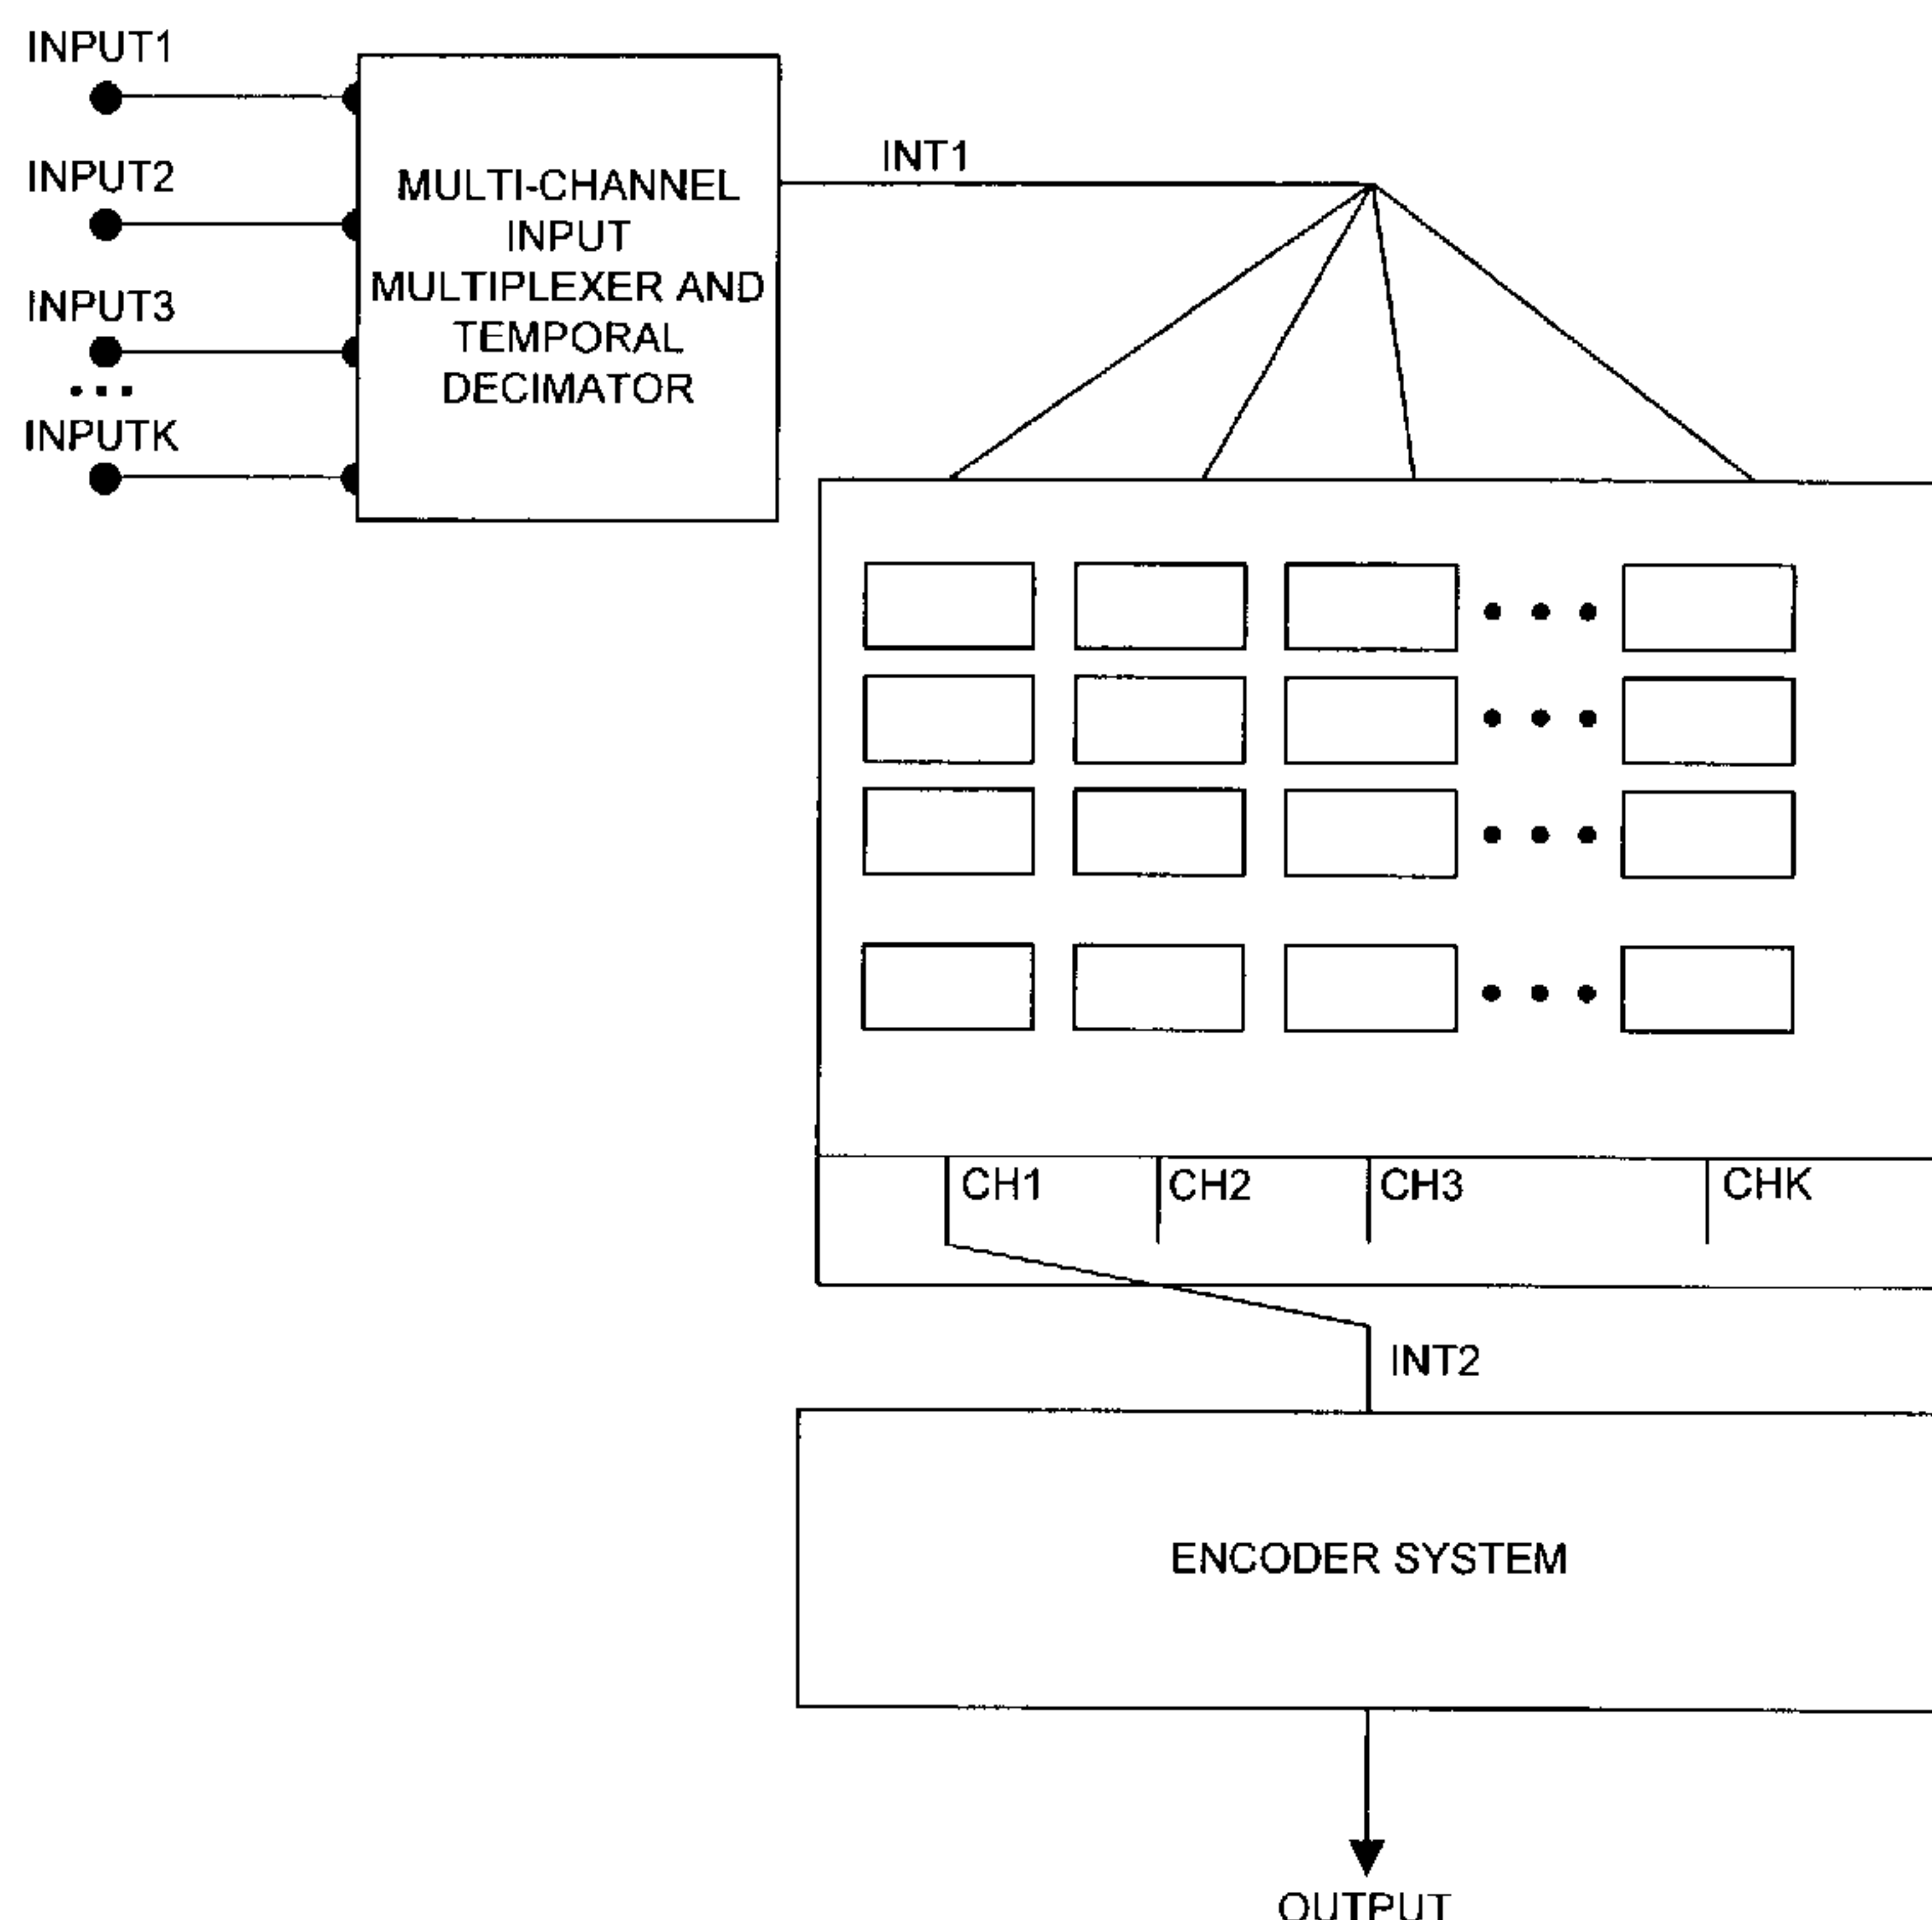 INPUT1
INPUT2
INPUT3
...
INPUTK
MULTI-CHANNEL
INPUT
MULTIPLEXER AND
TEMPORAL
DECIMATOR
INT1
CH1
CH2
CH3
CHK
INT2
ENCODER SYSTEM
OUTPUT